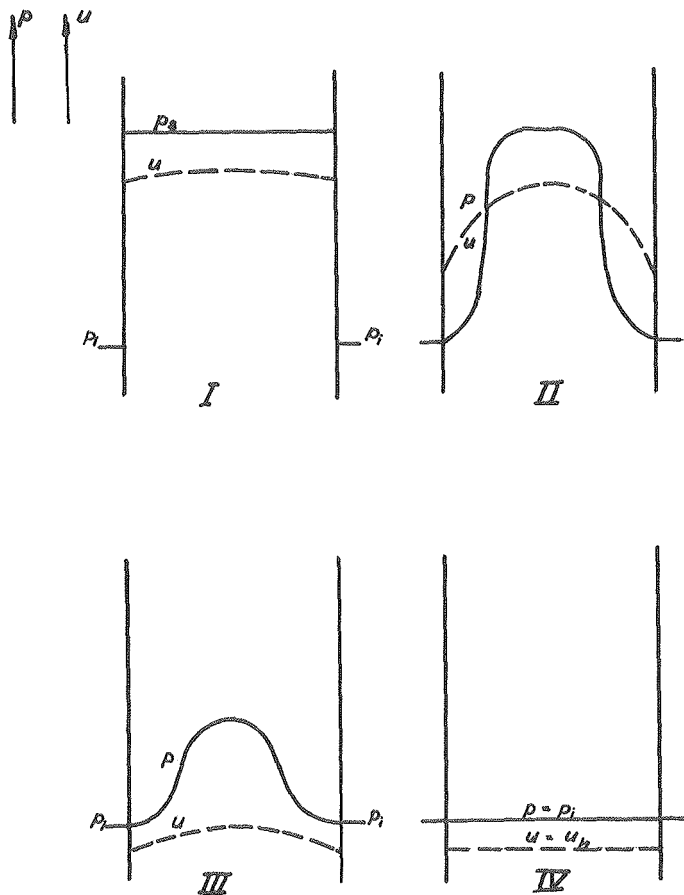 p u
p_a
u
p_i p_i
I
p
u
II
p
p_i p_i
u
III
p = p_i
u = u_h
IV